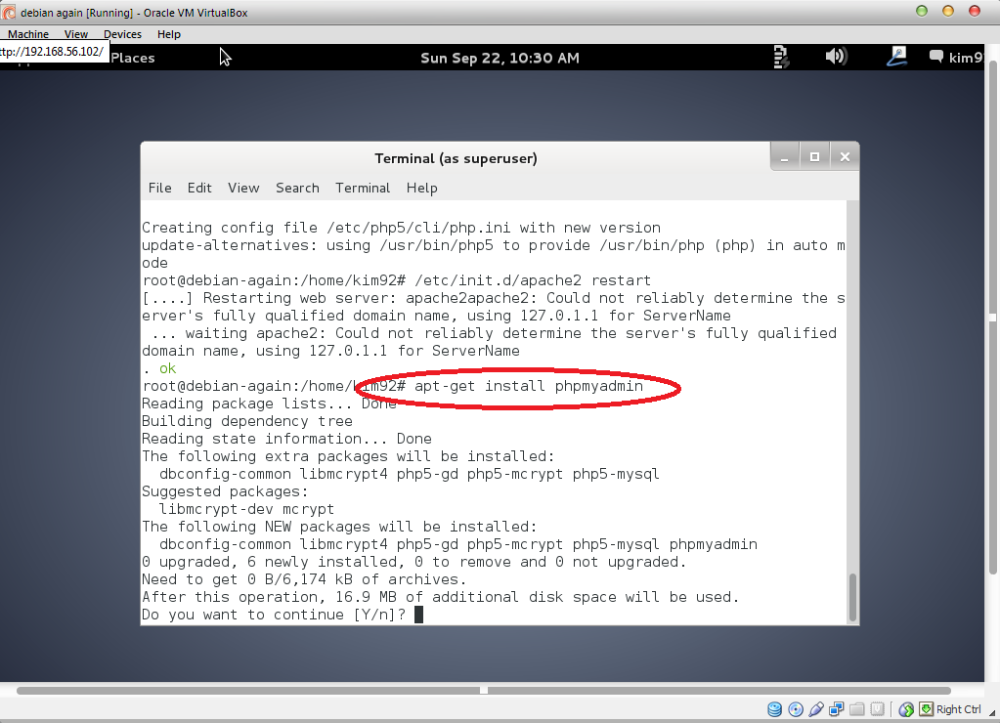 debian again [Running] - Oracle VM VirtualBox
Machine View Devices Help
ttp://192.168.56.102/
Places
Sun Sep 22, 10:30 AM
kim9
Terminal (as superuser)
File Edit View Search Terminal Help
Creating config file /etc/php5/cli/php.ini with new version
update-alternatives: using /usr/bin/php5 to provide /usr/bin/php (php) in auto m
ode
root@debian-again:/home/kim92# /etc/init.d/apache2 restart
[....] Restarting web server: apache2apache2: Could not reliably determine the s
erver's fully qualified domain name, using 127.0.1.1 for ServerName
... waiting apache2: Could not reliably determine the server's fully qualified
domain name, using 127.0.1.1 for ServerName
. ok
root@debian-again:/home/kim92# apt-get install phpmyadmin
Reading package lists... Done
Building dependency tree
Reading state information... Done
The following extra packages will be installed:
dbconfig-common libmcrypt4 php5-gd php5-mcrypt php5-mysql
Suggested packages:
libmcrypt-dev mcrypt
The following NEW packages will be installed:
dbconfig-common libmcrypt4 php5-gd php5-mcrypt php5-mysql phpmyadmin
0 upgraded, 6 newly installed, 0 to remove and 0 not upgraded.
Need to get 0 B/6,174 kB of archives.
After this operation, 16.9 MB of additional disk space will be used.
Do you want to continue [Y/n]?
Right Ctrl